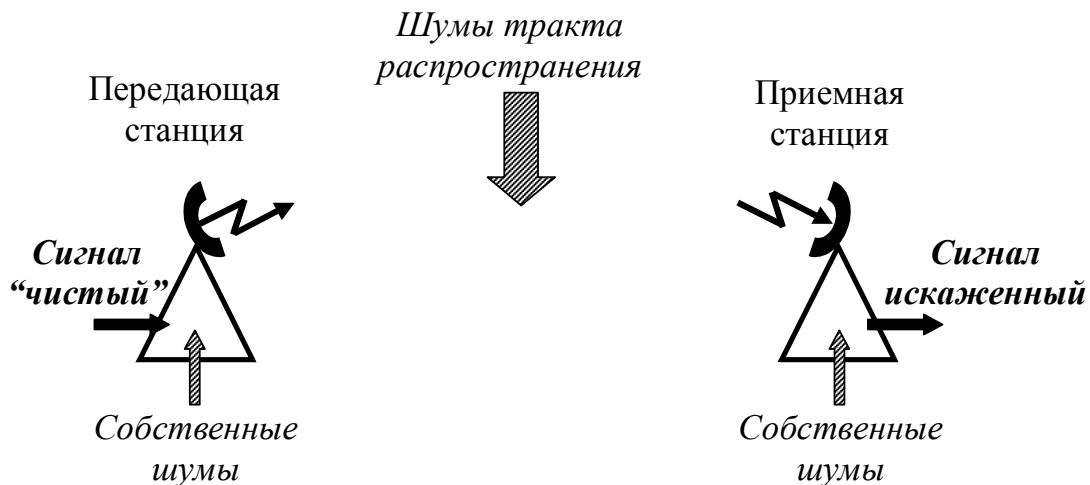 Шумы тракта
распространения
Передающая
станция
Приемная
станция
Сигнал
“чистый”
Сигнал
искаженный
Собственные
шумы
Собственные
шумы